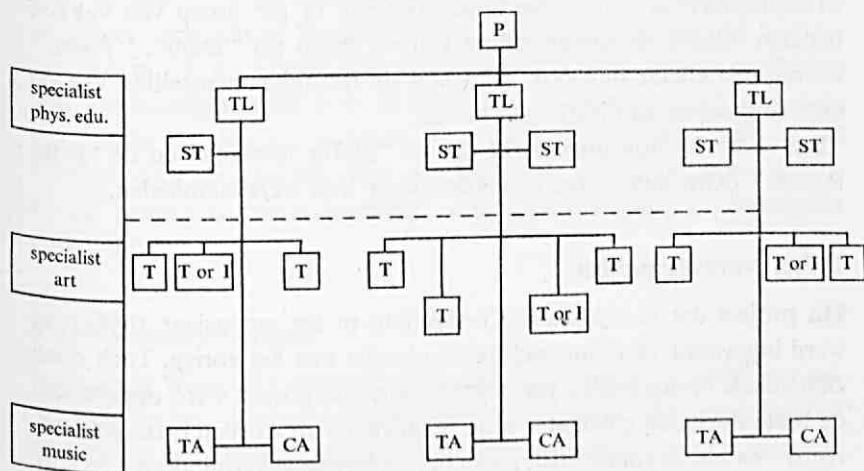 P
specialist
phys. edu.
TL
TL
TL
ST
ST
ST
ST
ST
specialist
art
T
T or I
T
T
T
T or I
T
T
T
T or I
T
specialist
music
TA
CA
TA
CA
TA
CA